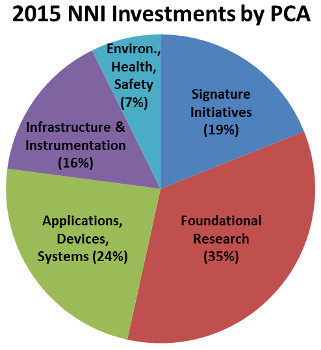 2015 NNI Investments by PCA
Environ.,
Health,
Safety
(7%)
Signature
Initiatives
(19%)
Infrastructure &
Instrumentation
(16%)
Applications,
Devices,
Systems (24%)
Foundational
Research
(35%)